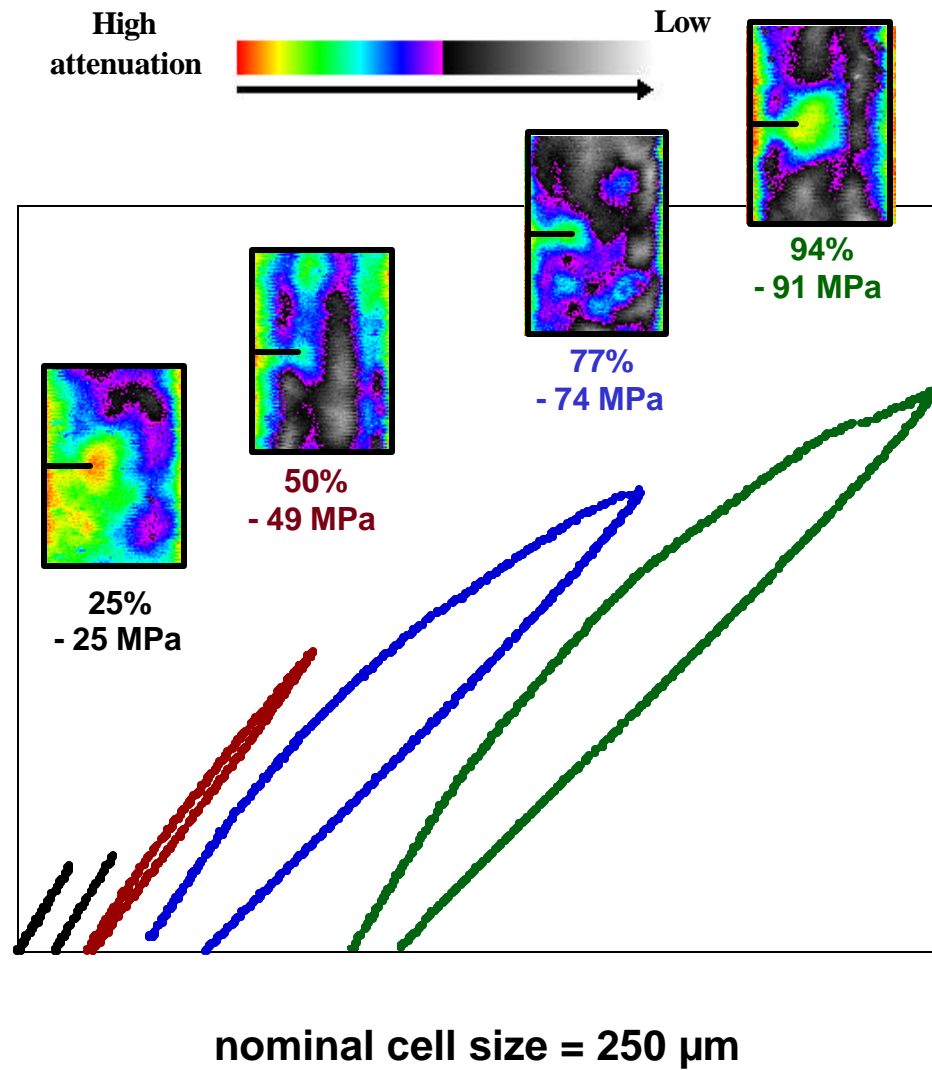 High
attenuation
Low
94%
- 91 MPa
77%
- 74 MPa
50%
- 49 MPa
25%
- 25 MPa
nominal cell size = 250 µm